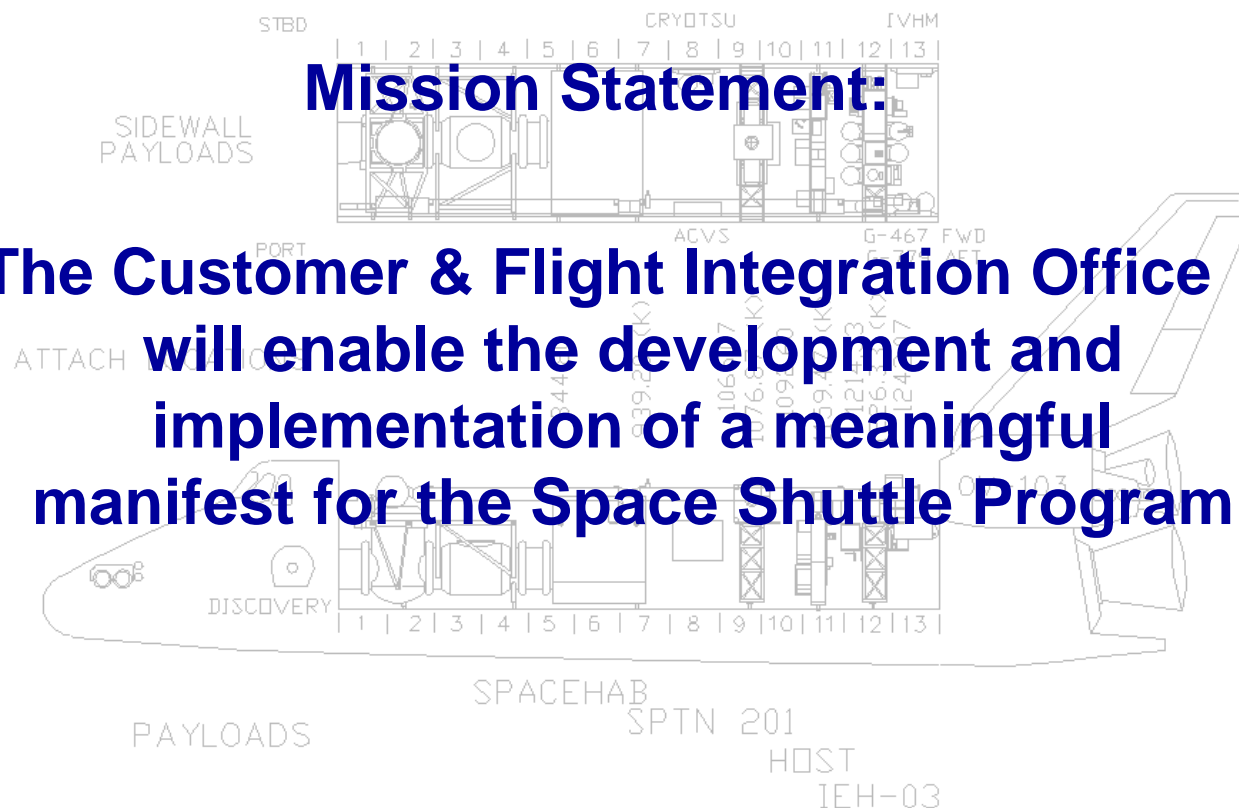 STBD CRYOTSU IVHM
| 1 | 2 | 3 | 4 | 5 | 6 | 7 | 8 | 9 |10|11| 12|13|
Mission Statement:
SIDEWALL
PAYLOADS
PORT ACVS G-467 FWD
The Customer & Flight Integration Office
will enable the development and
ATTACH LOCATIONS
implementation of a meaningful
manifest for the Space Shuttle Program
OV-103
DISCOVERY
| 1 | 2 | 3 | 4 | 5 | 6 | 7 | 8 | 9 |10|11| 12|13|
SPACEHAB
SPTN 201
PAYLOADS
HOST
IEH-03